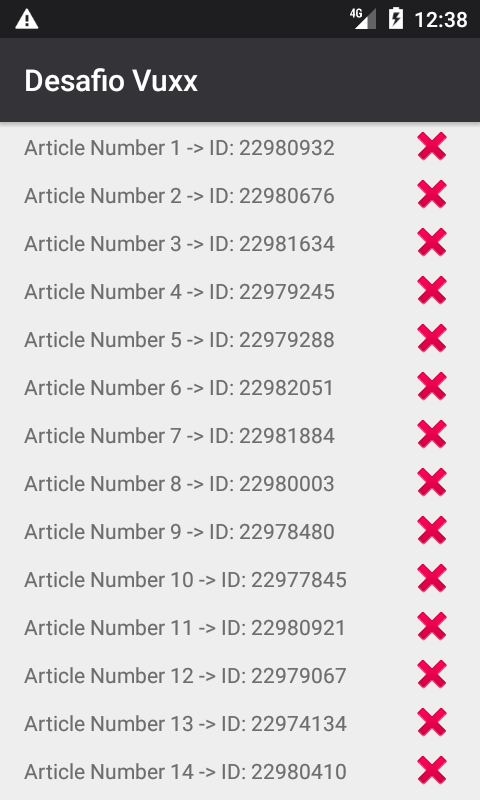 4G 12:38
Desafio Vuxx
Article Number 1 -> ID: 22980932
Article Number 2 -> ID: 22980676
Article Number 3 -> ID: 22981634
Article Number 4 -> ID: 22979245
Article Number 5 -> ID: 22979288
Article Number 6 -> ID: 22982051
Article Number 7 -> ID: 22981884
Article Number 8 -> ID: 22980003
Article Number 9 -> ID: 22978480
Article Number 10 -> ID: 22977845
Article Number 11 -> ID: 22980921
Article Number 12 -> ID: 22979067
Article Number 13 -> ID: 22974134
Article Number 14 -> ID: 22980410